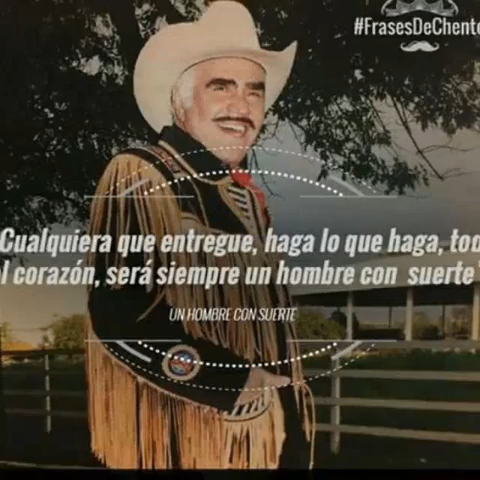 #FrasesDeChente
Cualquiera que entregue, haga lo que haga, tod
l corazón, será siempre un hombre con suerte"
UN HOMBRE CON SUERTE